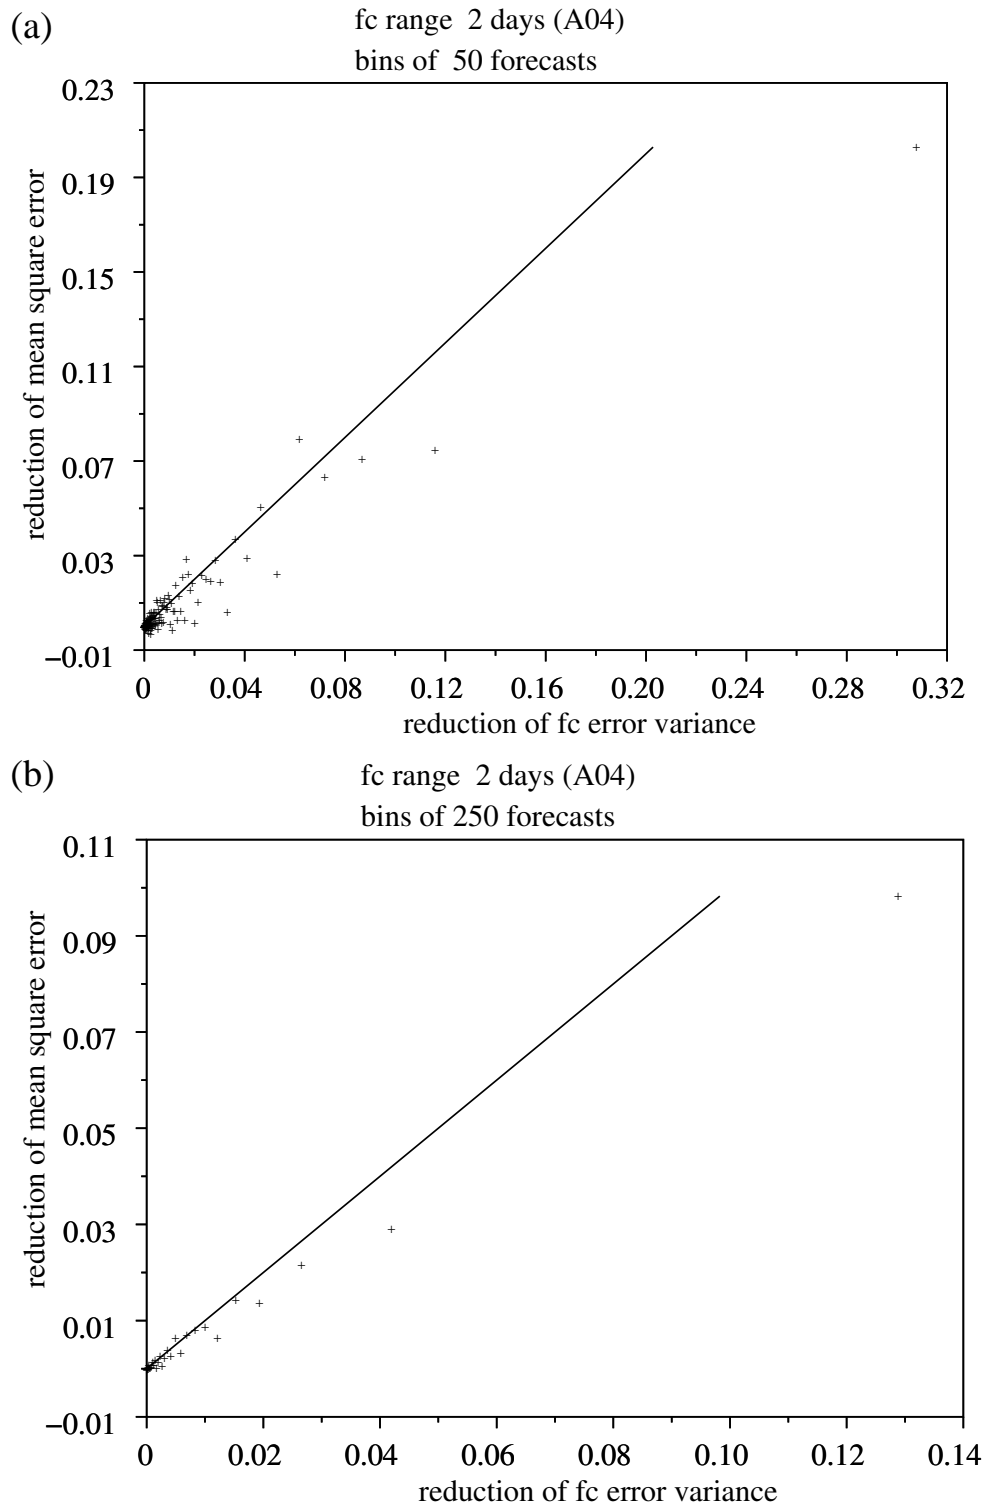 (a)
fc range 2 days (A04)
bins of 50 forecasts
0.23
0.19
0.15
0.11
0.07
0.03
−0.01
reduction of mean square error
0 0.04 0.08 0.12 0.16 0.20 0.24 0.28 0.32
reduction of fc error variance
(b)
fc range 2 days (A04)
bins of 250 forecasts
0.11
0.09
0.07
0.05
0.03
0.01
−0.01
reduction of mean square error
0 0.02 0.04 0.06 0.08 0.10 0.12 0.14
reduction of fc error variance